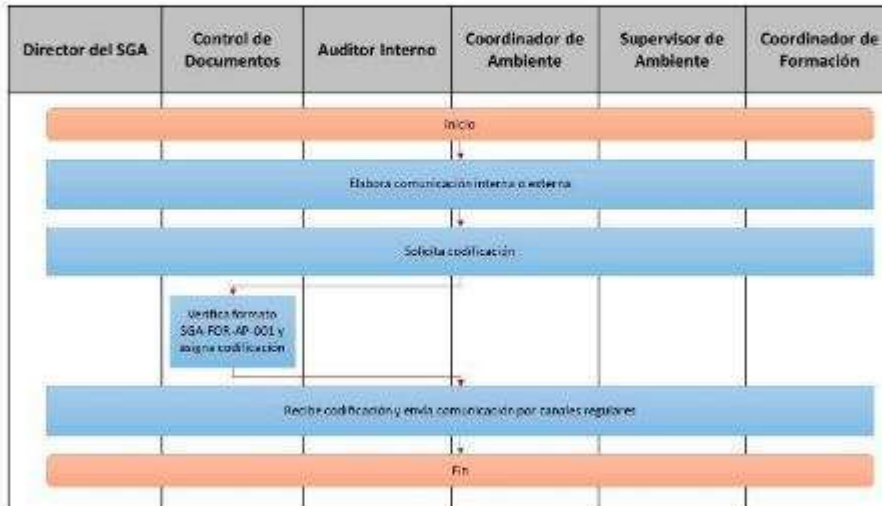 Director del SGA
Control de
Documentos
Auditor Interno
Coordinador de
Ambiente
Supervisor de
Ambiente
Coordinador de
Formación
Inicio
Elabora comunicación interna o externa
Solicita codificación
Verifica formato
SGA-FOR-AP-001 y
asigna codificación
Recibe codificación y envía comunicación por canales regulares
Fin